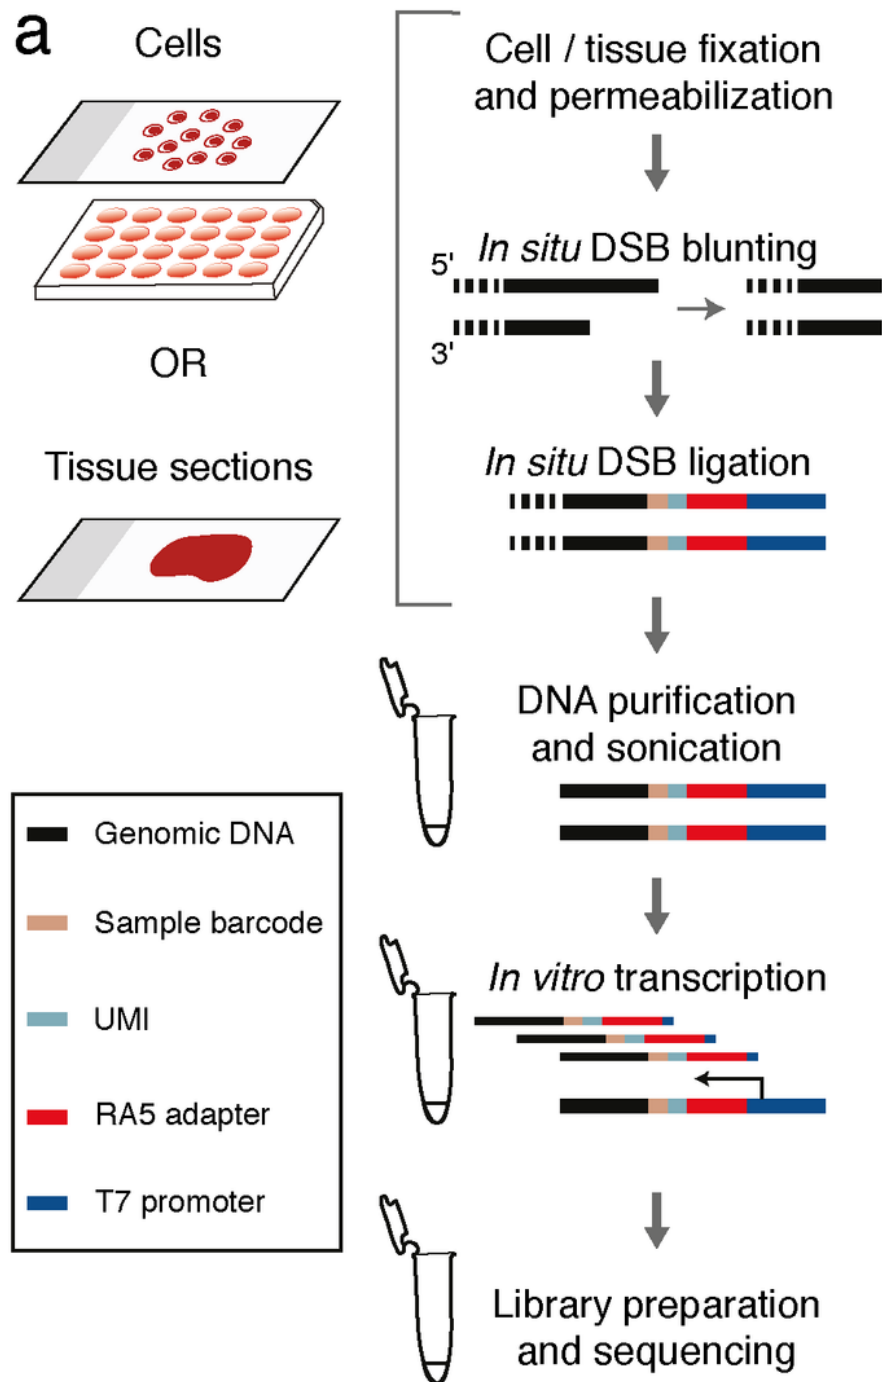 a
Cells
OR
Tissue sections
Cell / tissue fixation
and permeabilization
In situ DSB blunting
5'
3'
In situ DSB ligation
DNA purification
and sonication
In vitro transcription
Library preparation
and sequencing
Genomic DNA
Sample barcode
UMI
RA5 adapter
T7 promoter